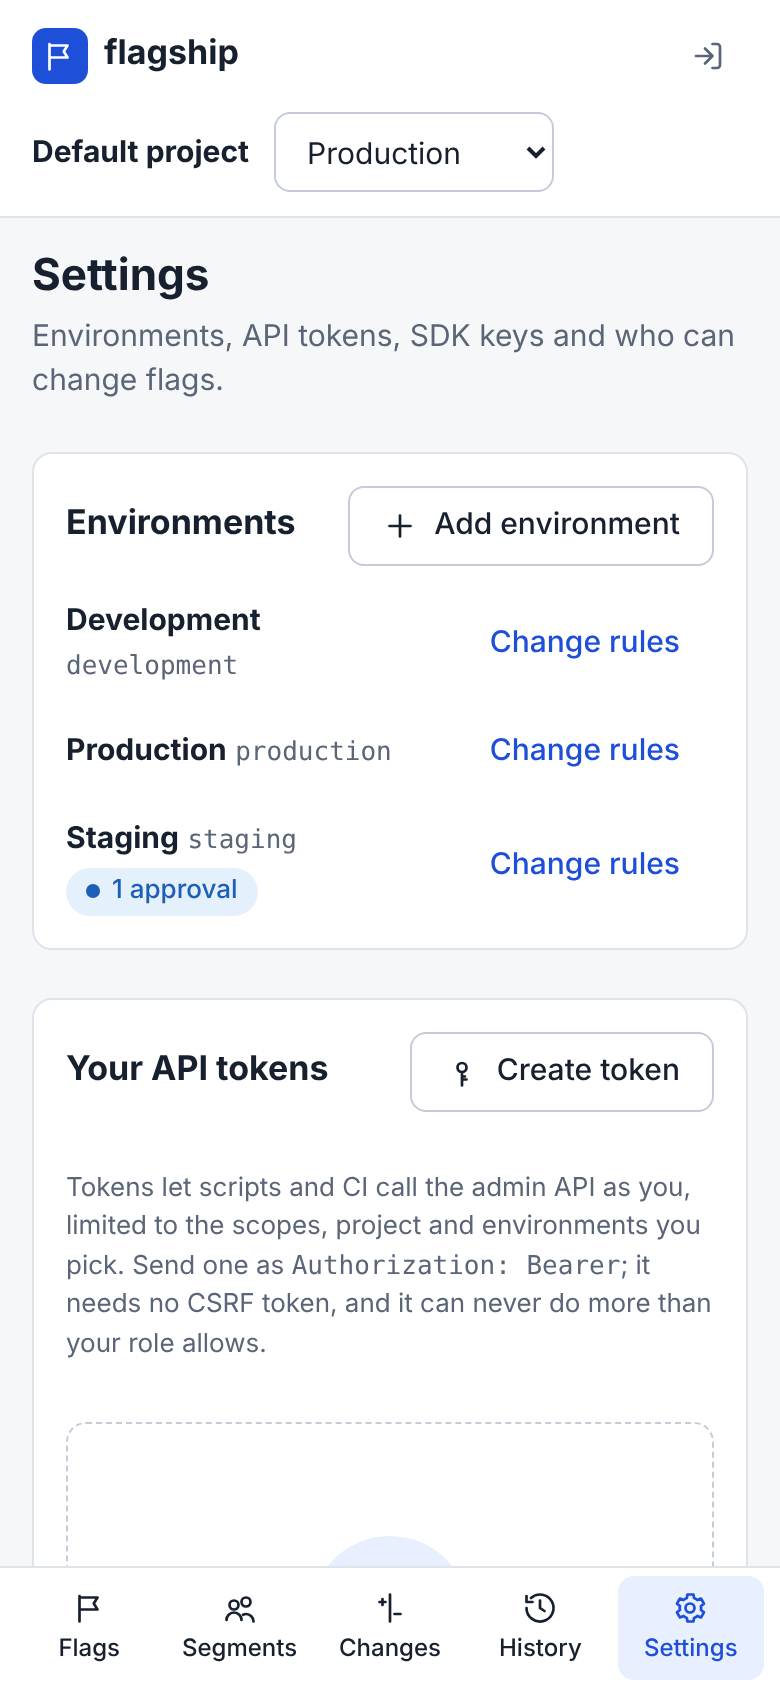 flagship
Default project Production
Settings
Environments, API tokens, SDK keys and who can
change flags.
Environments Add environment
Development
development
Change rules
Production production Change rules
Staging staging
1 approval
Change rules
Your API tokens Create token
Tokens let scripts and CI call the admin API as you,
limited to the scopes, project and environments you
pick. Send one as Authorization: Bearer; it
needs no CSRF token, and it can never do more than
your role allows.
Flags Segments Changes History Settings